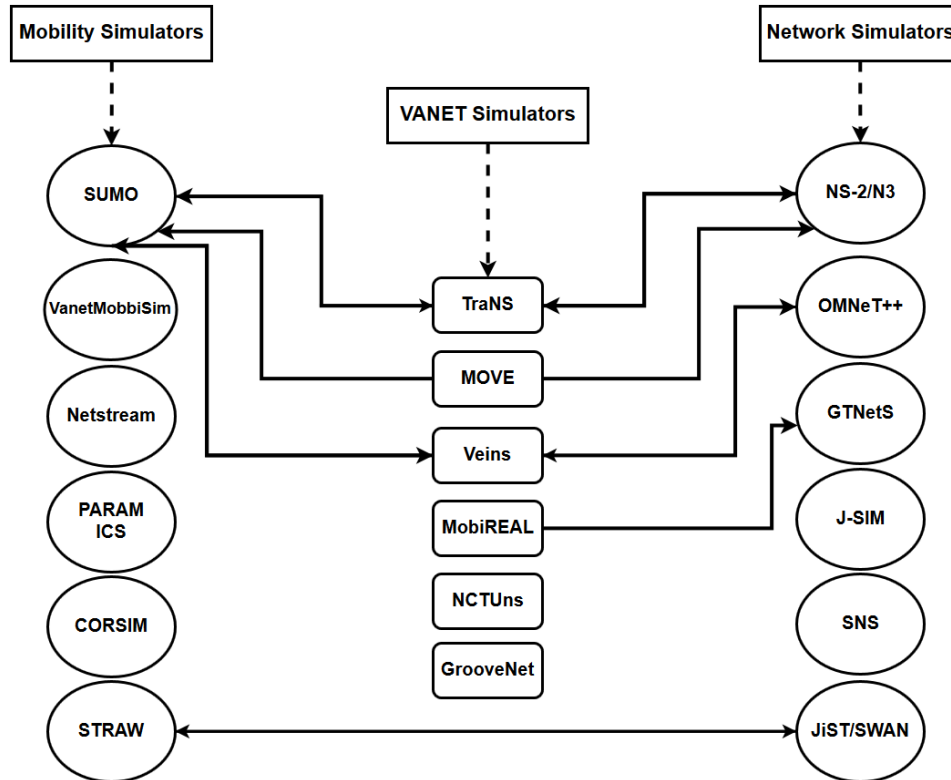 Mobility Simulators
Network Simulators
VANET Simulators
SUMO
NS-2/N3
VanetMobbiSim
TraNS
OMNeT++
MOVE
Netstream
GTNetS
Veins
PARAM
ICS
MobiREAL
J-SIM
NCTUns
CORSIM
SNS
GrooveNet
STRAW
JiST/SWAN